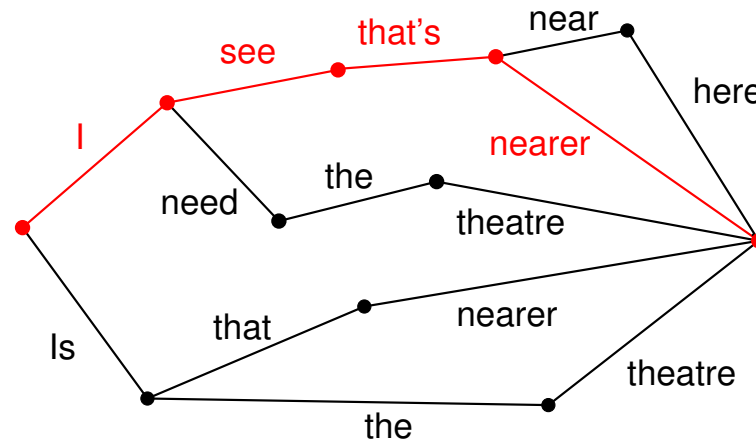 near
that's
see
here
I
nearer
the
need
theatre
nearer
that
Is
theatre
the